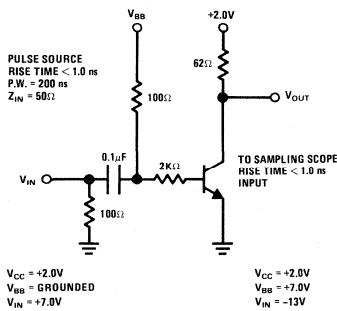 V_BB
+2.0V
PULSE SOURCE
RISE TIME < 1.0 ns
P.W. = 200 ns
Z_IN = 50Ω
62Ω
100Ω
V_OUT
0.1μF
2KΩ
V_IN
TO SAMPLING SCOPE
RISE TIME < 1.0 ns
INPUT
100Ω
V_CC = +2.0V
V_BB = GROUNDED
V_IN = +7.0V
V_CC = +2.0V
V_BB = +7.0V
V_IN = -13V